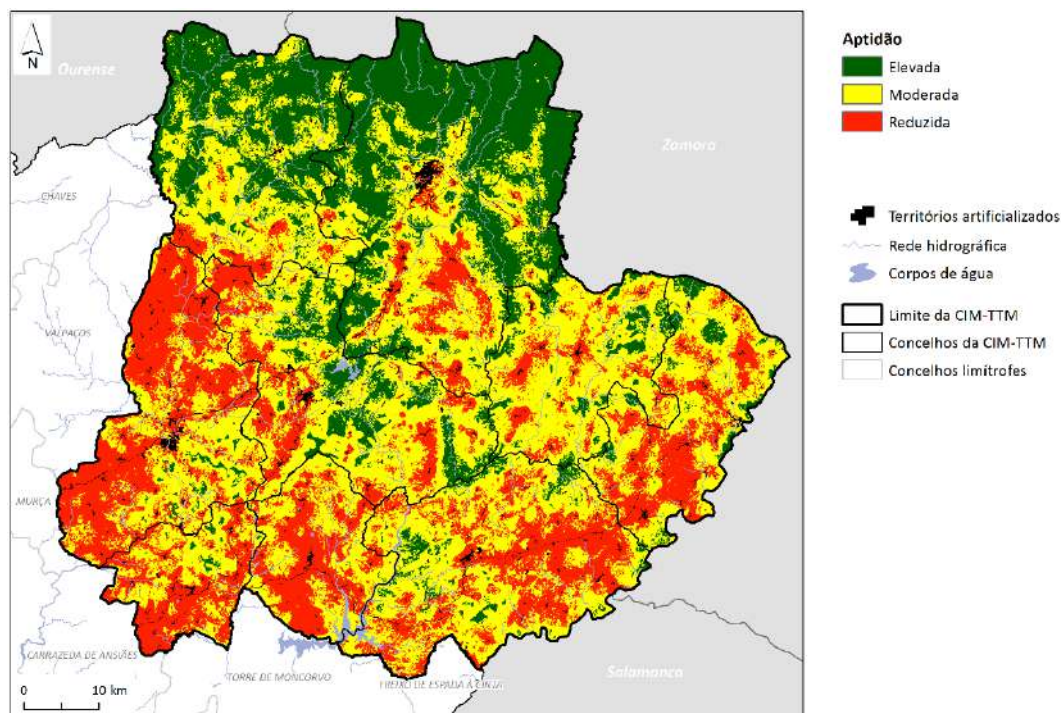 N
Ourense
Zamora
CHAVES
VALPAÇOS
MURÇA
CARRAZEDA DE ANSIÃES
TORRE DE MONCORVO
FREIXO DE ESPADA À CINTA
Salamanca
0 10 km
Aptidão
Elevada
Moderada
Reduzida
Territórios artificializados
Rede hidrográfica
Corpos de água
Limite da CIM-TTM
Concelhos da CIM-TTM
Concelhos limítrofes